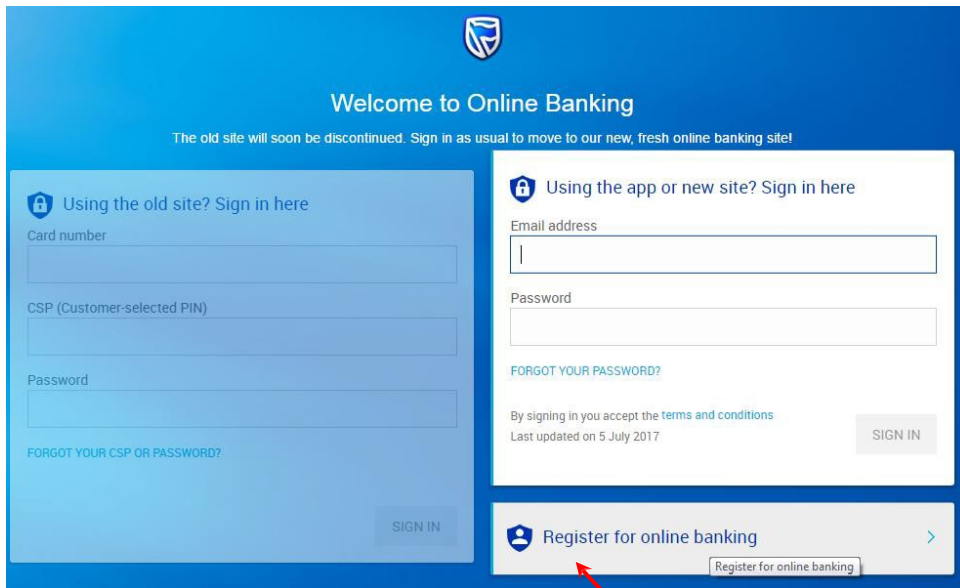 Welcome to Online Banking
The old site will soon be discontinued. Sign in as usual to move to our new, fresh online banking site!
Using the old site? Sign in here
Card number
CSP (Customer-selected PIN)
Password
FORGOT YOUR CSP OR PASSWORD?
SIGN IN
Using the app or new site? Sign in here
Email address
Password
FORGOT YOUR PASSWORD?
By signing in you accept the terms and conditions
Last updated on 5 July 2017
SIGN IN
Register for online banking
Register for online banking